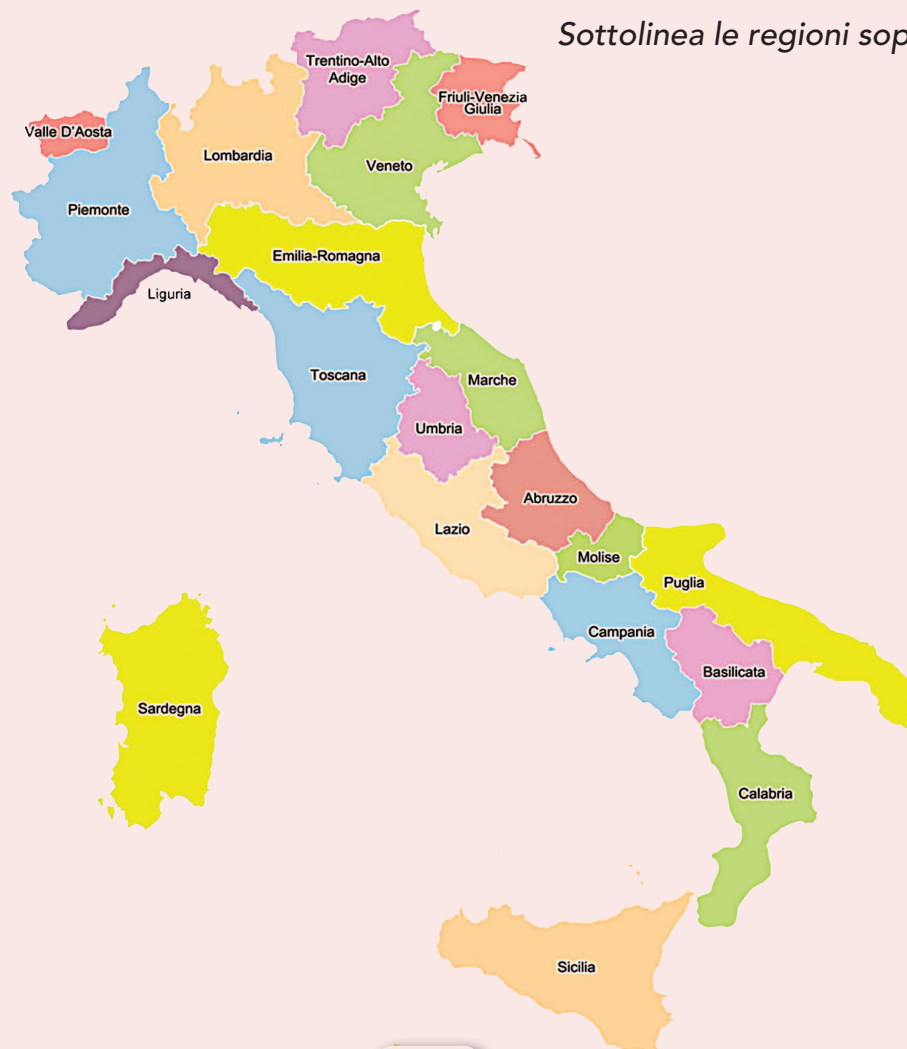 Sottolinea le regioni sop
Trentino-Alto
Adige
Friuli-Venezia
Giulia
Valle D'Aosta
Lombardia
Veneto
Piemonte
Emilia-Romagna
Liguria
Toscana
Marche
Umbria
Abruzzo
Lazio
Molise
Puglia
Campania
Basilicata
Sardegna
Calabria
Sicilia